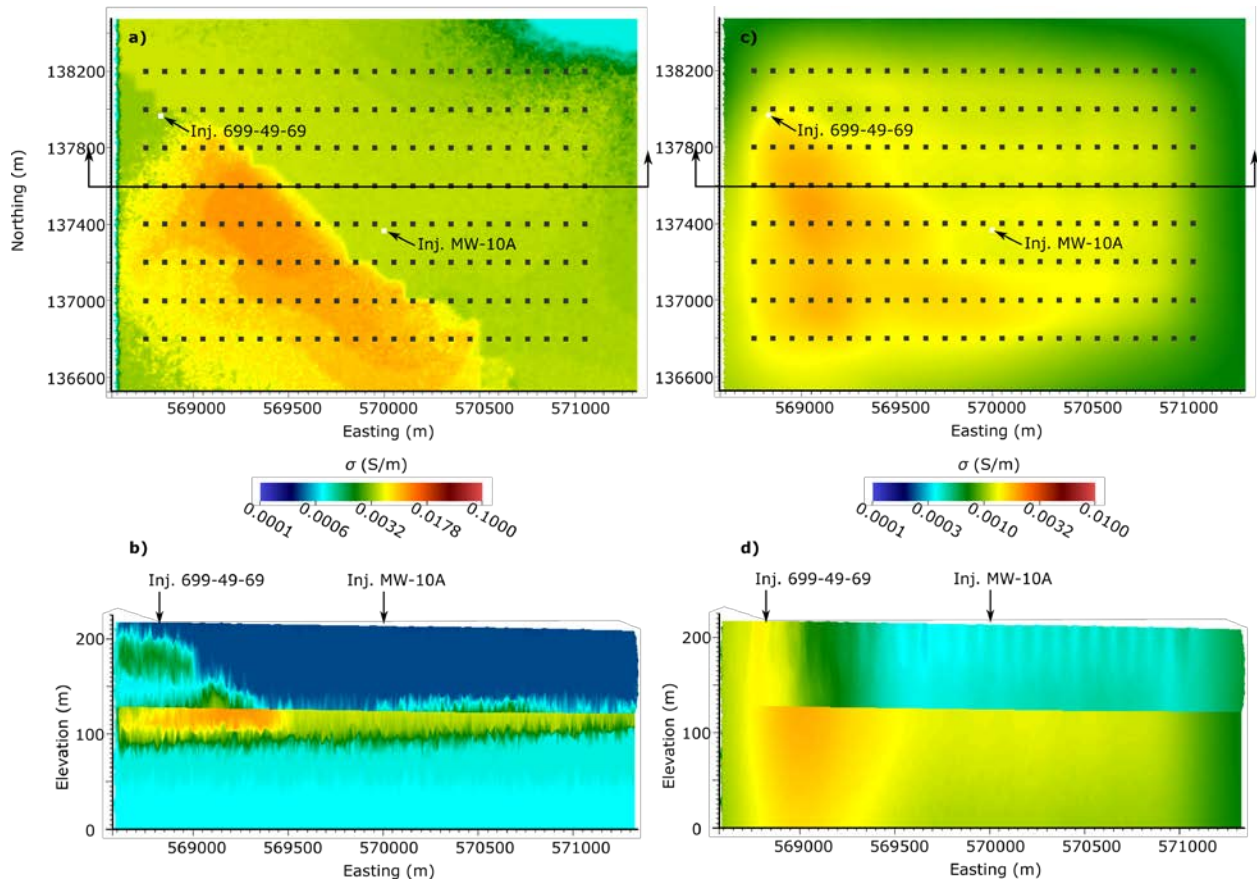 a)
138200
137800
137400
137000
136600
Northing (m)
Inj. 699-49-69
Inj. MW-10A
569000 569500 570000 570500 571000
Easting (m)
c)
138200
137800
137400
137000
136600
Inj. 699-49-69
Inj. MW-10A
569000 569500 570000 570500 571000
Easting (m)
σ (S/m)
0.0001 0.0006 0.0032 0.0178 0.1000
σ (S/m)
0.0001 0.0003 0.0010 0.0032 0.0100
b)
Inj. 699-49-69 Inj. MW-10A
200
100
0
Elevation (m)
569000 569500 570000 570500 571000
Easting (m)
d)
Inj. 699-49-69 Inj. MW-10A
200
100
0
Elevation (m)
569000 569500 570000 570500 571000
Easting (m)